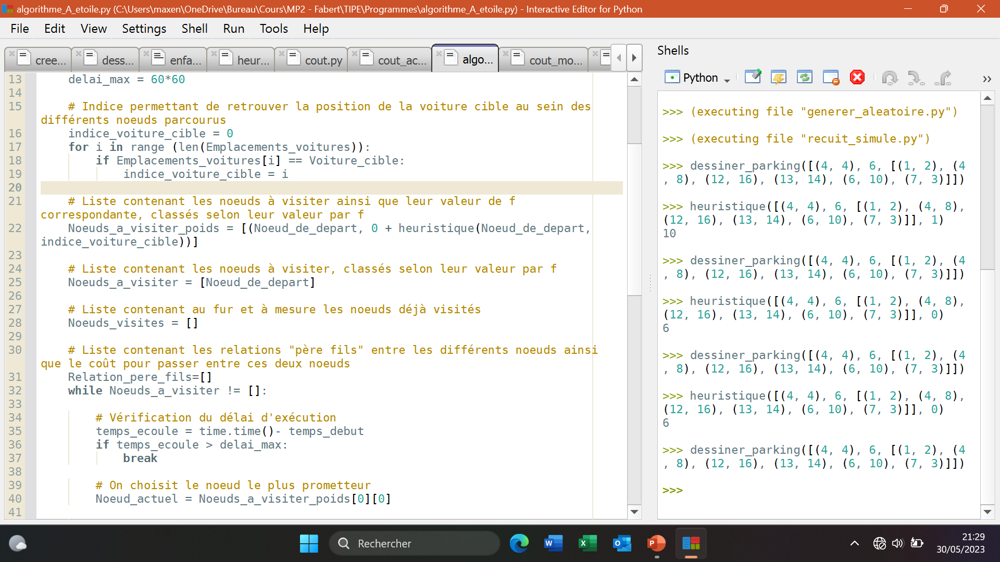 algorithme_A_etoile.py (C:\Users\maxen\OneDrive\Bureau\Cours\MP2 - Fabert\TIPE\Programmes\algorithme_A_etoile.py) - Interactive Editor for Python
File Edit View Settings Shell Run Tools Help
cree... dess... enfa... heur... cout.py cout_ac... algo... cout_mo...
13 delai_max = 60*60
14
15 # Indice permettant de retrouver la position de la voiture cible au sein des
différents noeuds parcourus
16 indice_voiture_cible = 0
17 for i in range (len(Emplacements_voitures)):
18 if Emplacements_voitures[i] == Voiture_cible:
19 indice_voiture_cible = i
20
21 # Liste contenant les noeuds à visiter ainsi que leur valeur de f
correspondante, classés selon leur valeur par f
22 Noeuds_a_visiter_poids = [(Noeud_de_depart, 0 + heuristique(Noeud_de_depart,
indice_voiture_cible))]
23
24 # Liste contenant les noeuds à visiter, classés selon leur valeur par f
25 Noeuds_a_visiter = [Noeud_de_depart]
26
27 # Liste contenant au fur et à mesure les noeuds déjà visités
28 Noeuds_visites = []
29
30 # Liste contenant les relations "père fils" entre les différents noeuds ainsi
que le coût pour passer entre ces deux noeuds
31 Relation_pere_fils=[]
32 while Noeuds_a_visiter != []:
33
34 # Vérification du délai d'exécution
35 temps_ecoule = time.time()- temps_debut
36 if temps_ecoule > delai_max:
37 break
38
39 # On choisit le noeud le plus prometteur
40 Noeud_actuel = Noeuds_a_visiter_poids[0][0]
41
Shells
Python
>>> (executing file "generer_aleatoire.py")
>>> (executing file "recuit_simule.py")
>>> dessiner_parking([(4, 4), 6, [(1, 2), (4
, 8), (12, 16), (13, 14), (6, 10), (7, 3)]])
>>> heuristique([(4, 4), 6, [(1, 2), (4, 8),
(12, 16), (13, 14), (6, 10), (7, 3)]], 1)
10
>>> dessiner_parking([(4, 4), 6, [(1, 2), (4
, 8), (12, 16), (13, 14), (6, 10), (7, 3)]])
>>> heuristique([(4, 4), 6, [(1, 2), (4, 8),
(12, 16), (13, 14), (6, 10), (7, 3)]], 0)
6
>>> dessiner_parking([(4, 4), 6, [(1, 2), (4
, 8), (12, 16), (13, 14), (6, 10), (7, 3)]])
>>> heuristique([(4, 4), 6, [(1, 2), (4, 8),
(12, 16), (13, 14), (6, 10), (7, 3)]], 0)
6
>>> dessiner_parking([(4, 4), 6, [(1, 2), (4
, 8), (12, 16), (13, 14), (6, 10), (7, 3)]])
>>>
Rechercher
21:29
30/05/2023